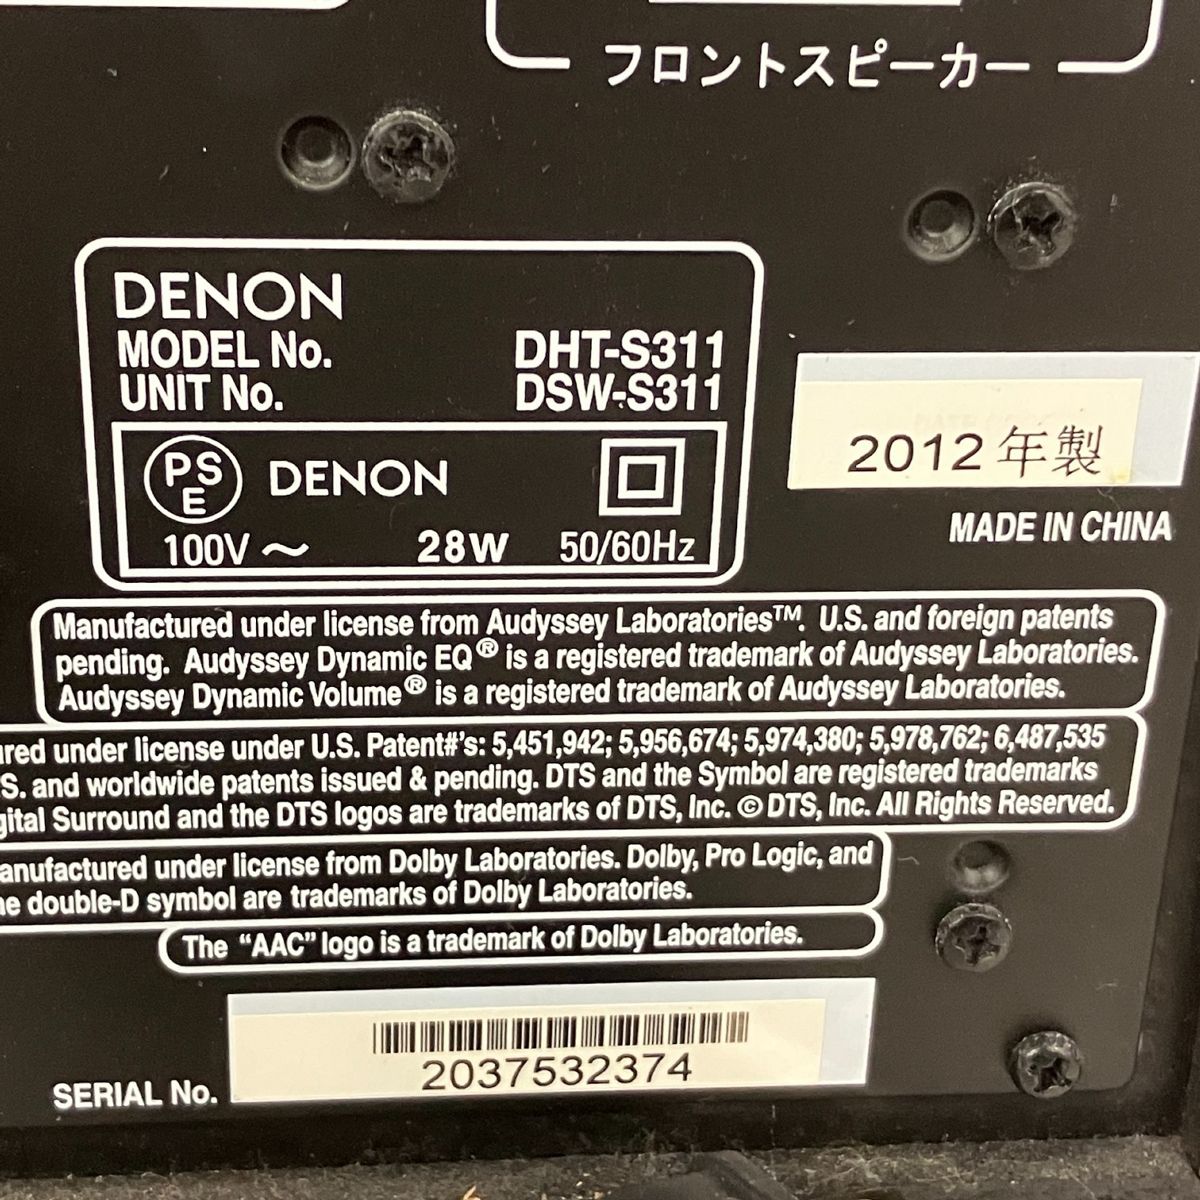 フロントスピーカー
DENON
MODEL No. DHT-S311
UNIT No. DSW-S311
PSE DENON
100V ～ 28W 50/60Hz
2012年製
MADE IN CHINA
Manufactured under license from Audyssey Laboratories™. U.S. and foreign patents
pending. Audyssey Dynamic EQ® is a registered trademark of Audyssey Laboratories.
Audyssey Dynamic Volume® is a registered trademark of Audyssey Laboratories.
under license under U.S. Patent#'s: 5,451,942; 5,956,674; 5,974,380; 5,978,762; 6,487,535
S. and worldwide patents issued & pending. DTS and the Symbol are registered trademarks
gital Surround and the DTS logos are trademarks of DTS, Inc. © DTS, Inc. All Rights Reserved.
anufactured under license from Dolby Laboratories. Dolby, Pro Logic, and
e double-D symbol are trademarks of Dolby Laboratories.
The “AAC” logo is a trademark of Dolby Laboratories.
SERIAL No. 2037532374